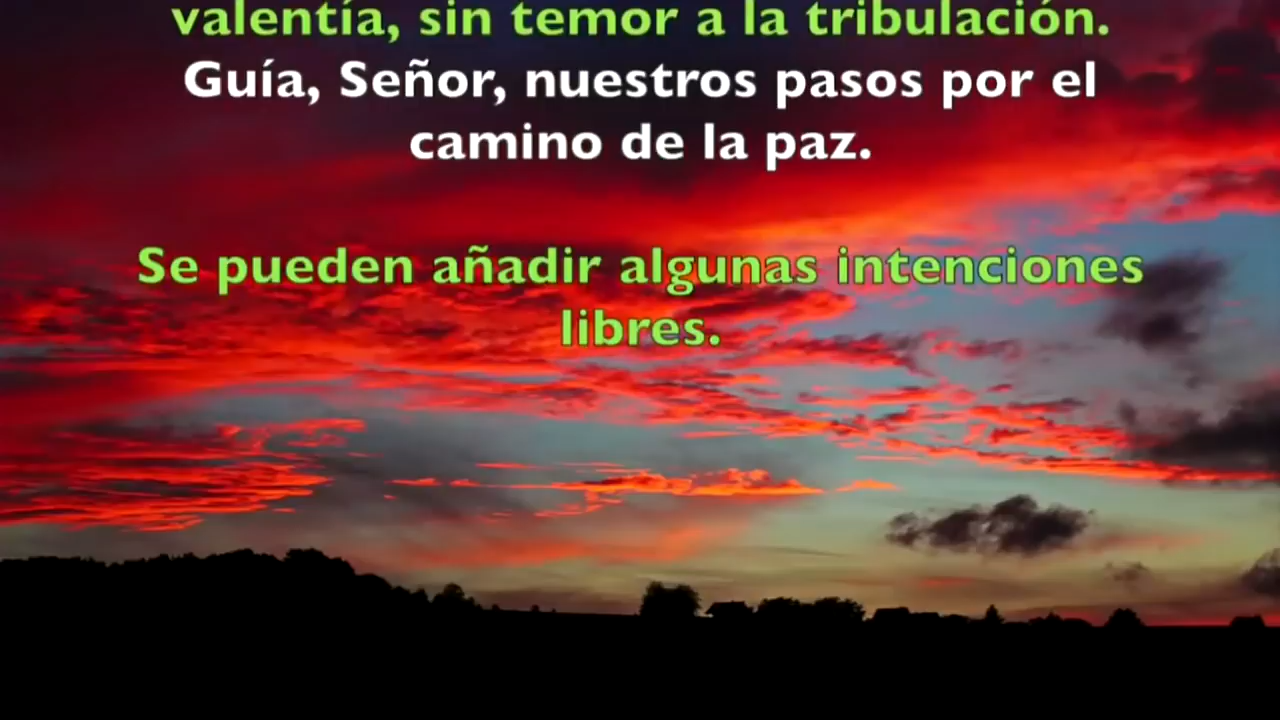 valentía, sin temor a la tribulación.
Guía, Señor, nuestros pasos por el
camino de la paz.
Se pueden añadir algunas intenciones
libres.